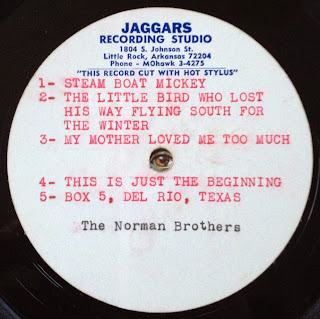 JAGGARS
RECORDING STUDIO
1804 S. Johnson St.
Little Rock, Arkansas 72204
Phone - MOhawk 3-4275
"THIS RECORD CUT WITH HOT STYLUS"
1- STEAM BOAT MICKEY
2- THE LITTLE BIRD WHO LOST
HIS WAY FLYING SOUTH FOR
THE WINTER
3- MY MOTHER LOVED ME TOO MUCH
4- THIS IS JUST THE BEGINNING
5- BOX 5, DEL RIO, TEXAS
The Norman Brothers